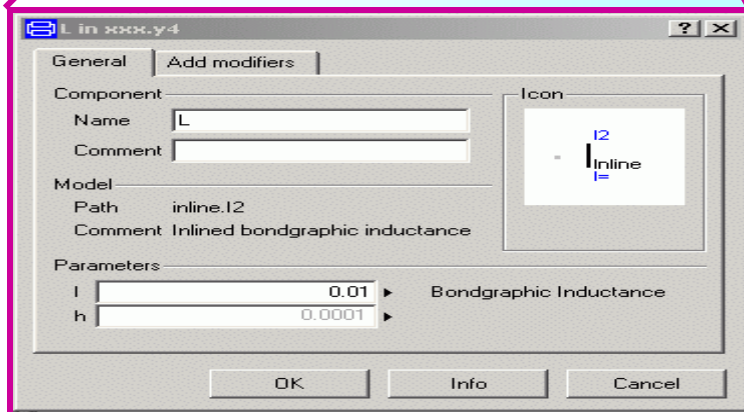 L in xxx.y4
General Add modifiers
Component
Name L
Comment
Model
Path inline.I2
Comment Inlined bondgraphic inductance
Icon
I2
Inline
I=
Parameters
I 0.01 Bondgraphic Inductance
h 0.0001
OK Info Cancel